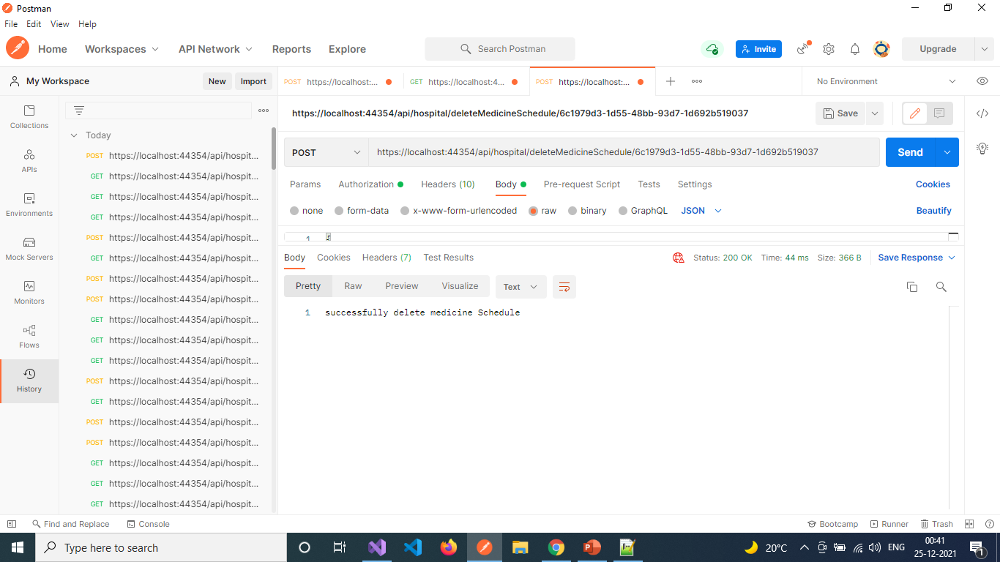 Postman
File Edit View Help
Home Workspaces API Network Reports Explore Search Postman Invite Upgrade
My Workspace New Import POST https://localhost:... GET https://localhost:4... POST https://localhost:... No Environment
https://localhost:44354/api/hospital/deleteMedicineSchedule/6c1979d3-1d55-48bb-93d7-1d692b519037 Save
POST https://localhost:44354/api/hospital/deleteMedicineSchedule/6c1979d3-1d55-48bb-93d7-1d692b519037 Send
Params Authorization Headers (10) Body Pre-request Script Tests Settings Cookies
none form-data x-www-form-urlencoded raw binary GraphQL JSON Beautify
1
Body Cookies Headers (7) Test Results Status: 200 OK Time: 44 ms Size: 366 B Save Response
Pretty Raw Preview Visualize Text
1 successfully delete medicine Schedule
Collections
APIs
Environments
Mock Servers
Monitors
Flows
History
Today
POST https://localhost:44354/api/hospit...
GET https://localhost:44354/api/hospit...
GET https://localhost:44354/api/hospit...
GET https://localhost:44354/api/hospit...
POST https://localhost:44354/api/hospit...
GET https://localhost:44354/api/hospit...
POST https://localhost:44354/api/hospit...
POST https://localhost:44354/api/hospit...
GET https://localhost:44354/api/hospit...
GET https://localhost:44354/api/hospit...
GET https://localhost:44354/api/hospit...
POST https://localhost:44354/api/hospit...
GET https://localhost:44354/api/hospit...
POST https://localhost:44354/api/hospit...
POST https://localhost:44354/api/hospit...
GET https://localhost:44354/api/hospit...
GET https://localhost:44354/api/hospit...
GET https://localhost:44354/api/hospit...
Find and Replace Console Bootcamp Runner Trash
Type here to search 20°C ENG 00:41
25-12-2021 1